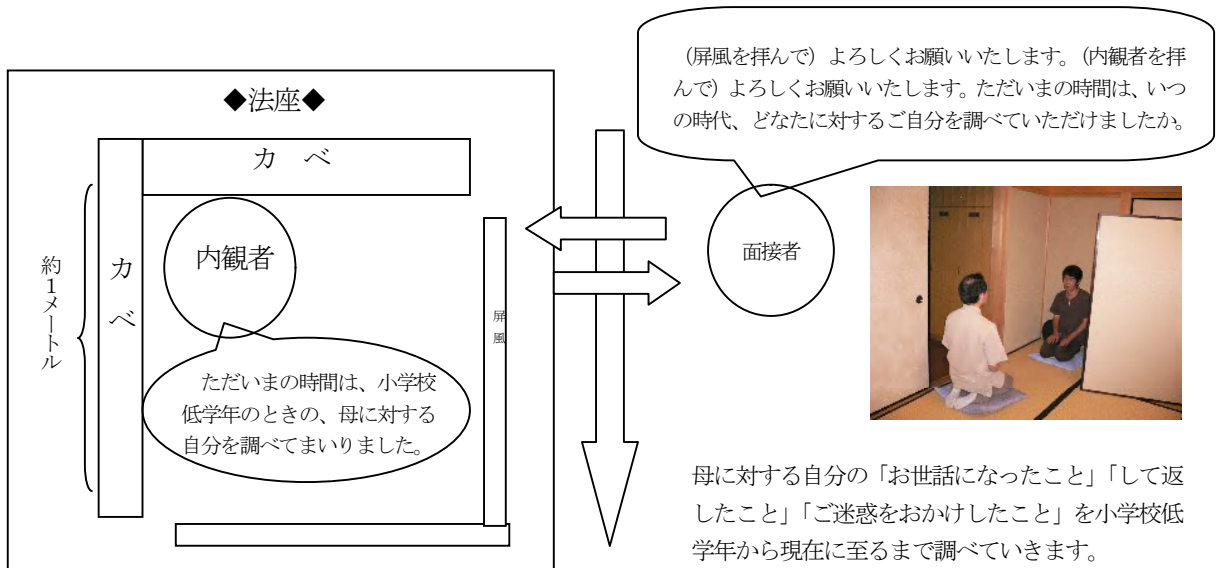 (屏風を拝んで)よろしくお願いいたします。(内観者を拝
んで)よろしくお願いいたします。ただいまの時間は、いつ
の時代、どなたに対するご自分を調べていただけましたか。
◆法座◆
カ ベ
カベ
約1メートル
内観者
屏風
面接者
ただいまの時間は、小学校
低学年のときの、母に対する
自分を調べてまいりました。
母に対する自分の「お世話になったこと」「して返
したこと」「ご迷惑をおかけしたこと」を小学校低
学年から現在に至るまで調べていきます。